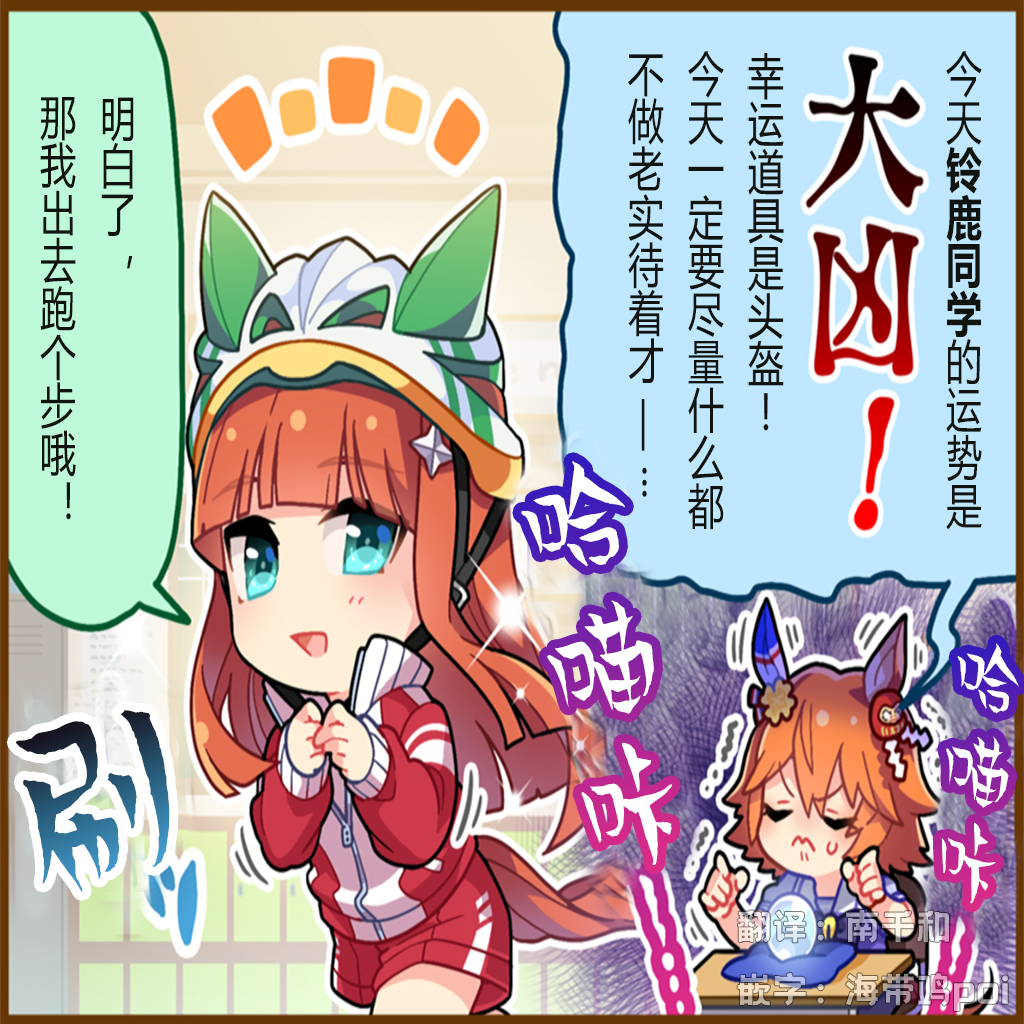 今天铃鹿同学的运势是
大凶！
幸运道具是头盔！
今天一定要尽量什么都
不做老实待着才——…
哈喵咔……
哈喵咔……
明白了，
那我出去跑个步哦！
刷
翻译：南千和
嵌字：海带鸡poi